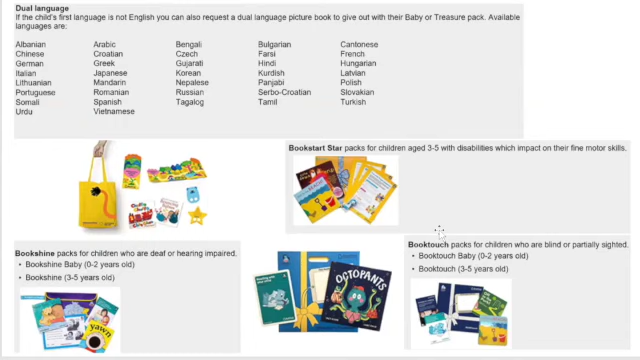 Dual language
If the child's first language is not English you can also request a dual language picture book to give out with their Baby or Treasure pack. Available
languages are:
Albanian Arabic Bengali Bulgarian Cantonese
Chinese Croatian Czech Farsi French
German Greek Gujarati Hindi Hungarian
Italian Japanese Korean Kurdish Latvian
Lithuanian Mandarin Nepalese Panjabi Polish
Portuguese Romanian Russian Serbo-Croatian Slovakian
Somali Spanish Tagalog Tamil Turkish
Urdu Vietnamese
Bookstart Star packs for children aged 3-5 with disabilities which impact on their fine motor skills.
Bookshine packs for children who are deaf or hearing impaired.
• Bookshine Baby (0-2 years old)
• Bookshine (3-5 years old)
Booktouch packs for children who are blind or partially sighted.
• Booktouch Baby (0-2 years old)
• Booktouch (3-5 years old)
OCTOPANTS
yawn